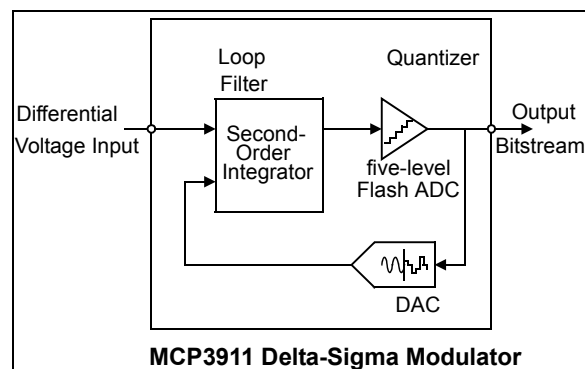 Loop
Filter
Quantizer
Differential
Voltage Input
Second-
Order
Integrator
Output
Bitstream
five-level
Flash ADC
DAC
MCP3911 Delta-Sigma Modulator